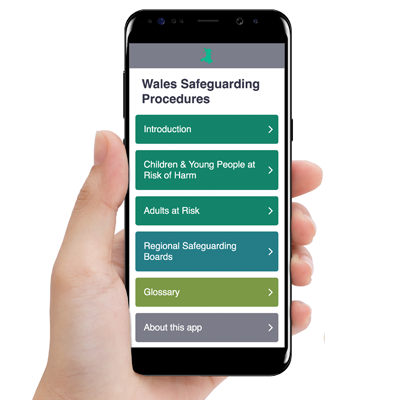 Wales Safeguarding
Procedures
Introduction
Children & Young People at
Risk of Harm
Adults at Risk
Regional Safeguarding
Boards
Glossary
About this app